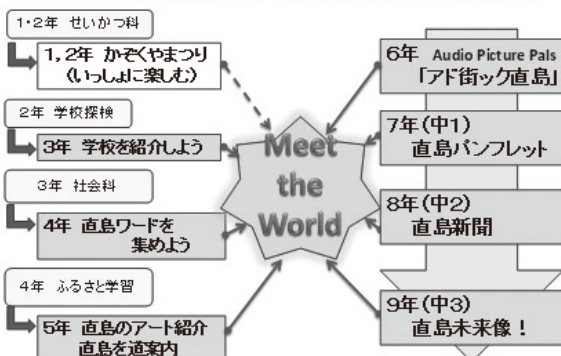 1・2年 せいかつ科
1,2年 かぞくやまつり
(いっしょに楽しむ)
2年 学校探検
3年 学校を紹介しよう
3年 社会科
4年 直島ワードを
集めよう
4年 ふるさと学習
5年 直島のアート紹介
直島を道案内
Meet
the
World
6年 Audio Picture Pals
「アド街ック直島」
7年(中1)
直島パンフレット
8年(中2)
直島新聞
9年(中3)
直島未来像!